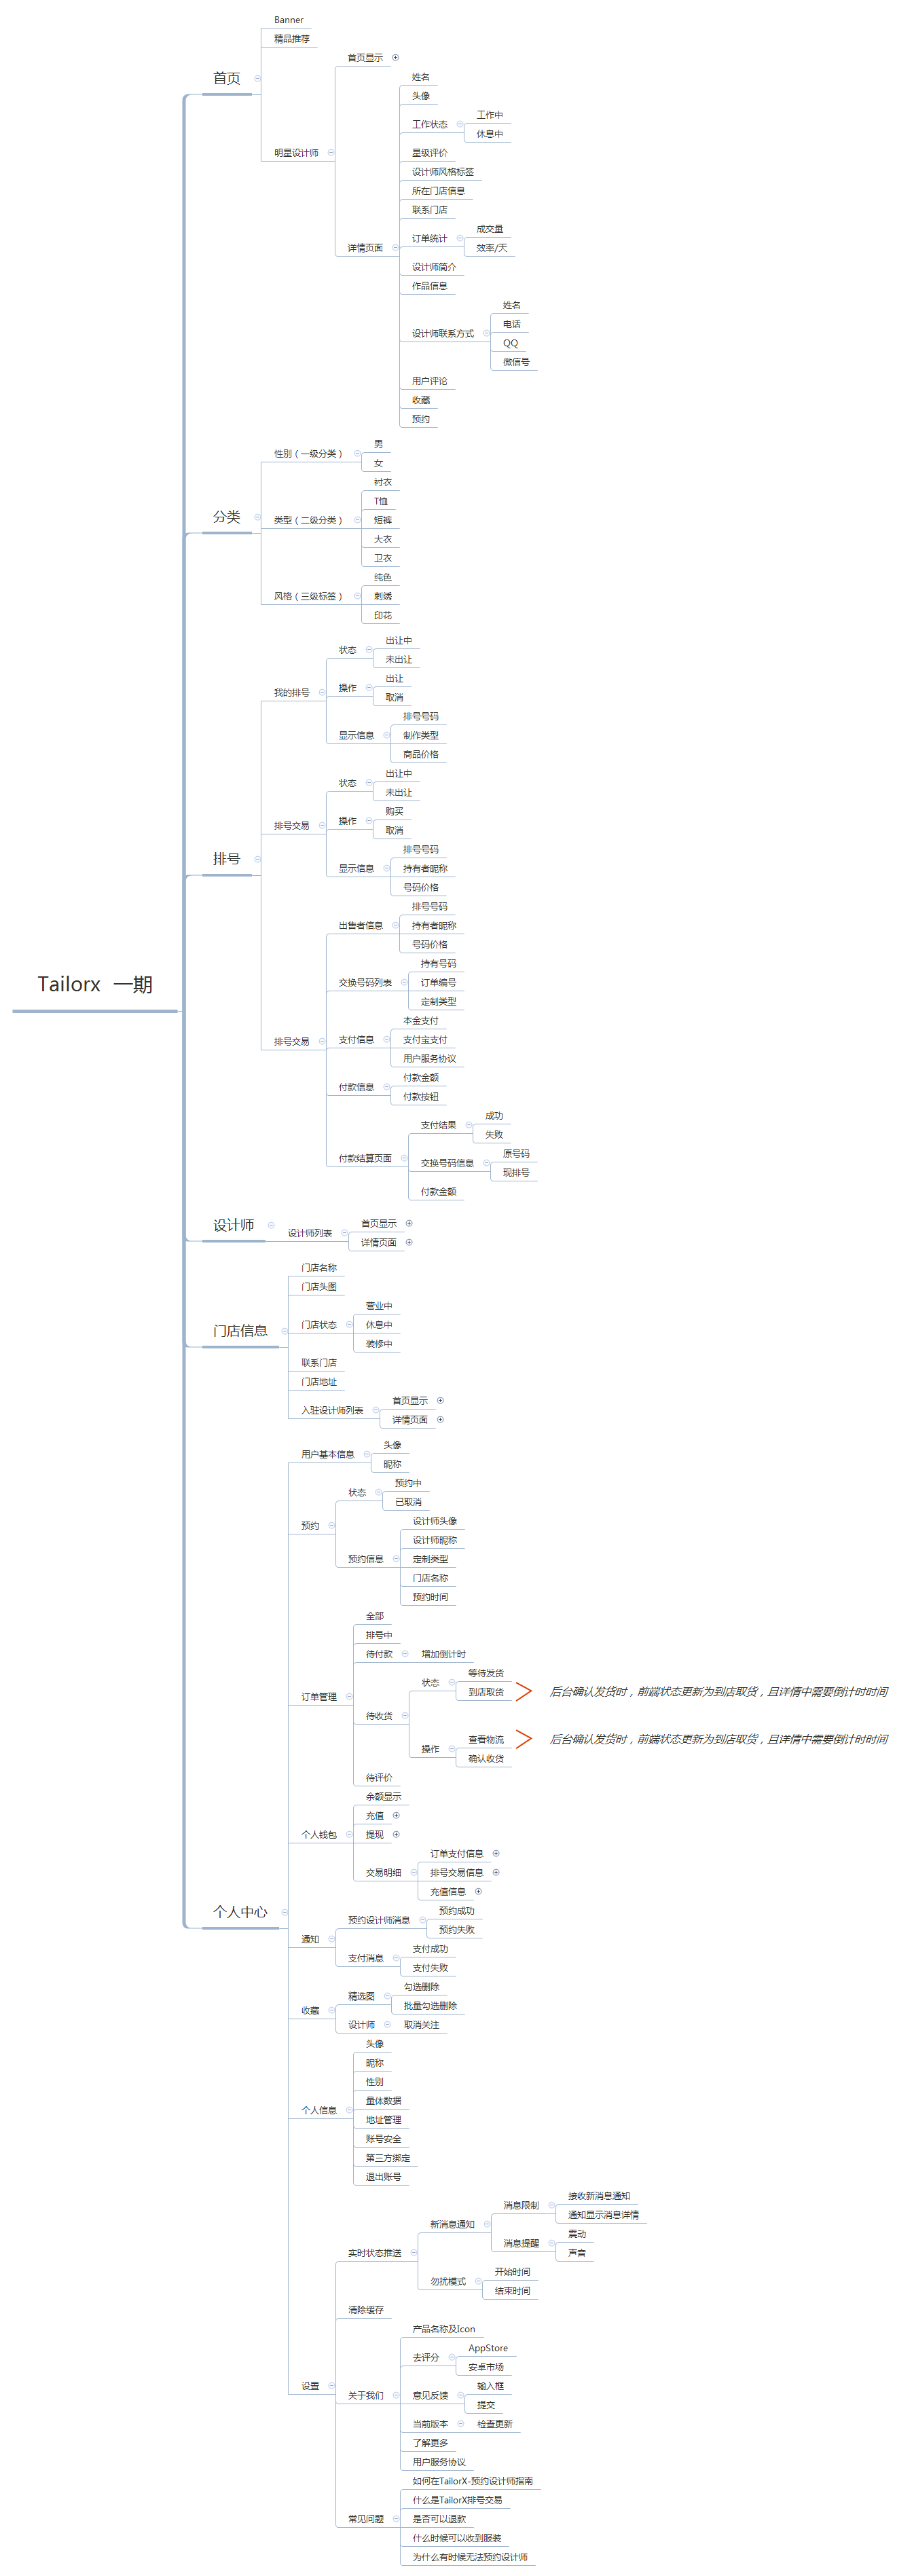 Tailorx 一期
首页
Banner
精品推荐
明星设计师
首页显示
详情页面
姓名
头像
工作状态
工作中
休息中
星级评价
设计师风格标签
所在门店信息
联系门店
订单统计
成交量
效率/天
设计师简介
作品信息
设计师联系方式
姓名
电话
QQ
微信号
用户评论
收藏
预约
分类
性别（一级分类）
男
女
类型（二级分类）
衬衣
T恤
短裤
大衣
卫衣
风格（三级标签）
纯色
刺绣
印花
排号
我的排号
状态
出让中
未出让
操作
出让
取消
显示信息
排号号码
制作类型
商品价格
排号交易
状态
出让中
未出让
操作
购买
取消
显示信息
排号号码
持有者昵称
号码价格
排号交易
出售者信息
排号号码
持有者昵称
号码价格
交换号码列表
持有号码
订单编号
定制类型
支付信息
本金支付
支付宝支付
用户服务协议
付款信息
付款金额
付款按钮
付款结算页面
支付结果
成功
失败
交换号码信息
原号码
现排号
付款金额
设计师
设计师列表
首页显示
详情页面
门店信息
门店名称
门店头图
门店状态
营业中
休息中
装修中
联系门店
门店地址
入驻设计师列表
首页显示
详情页面
个人中心
用户基本信息
头像
昵称
预约
状态
预约中
已取消
预约信息
设计师头像
设计师昵称
定制类型
门店名称
预约时间
订单管理
全部
排号中
待付款
增加倒计时
待收货
状态
等待发货
到店取货
后台确认发货时，前端状态更新为到店取货，且详情中需要倒计时时间
操作
查看物流
确认收货
后台确认发货时，前端状态更新为到店取货，且详情中需要倒计时时间
待评价
个人钱包
余额显示
充值
提现
交易明细
订单支付信息
排号交易信息
充值信息
通知
预约设计师消息
预约成功
预约失败
支付消息
支付成功
支付失败
收藏
精选图
勾选删除
批量勾选删除
设计师
取消关注
个人信息
头像
昵称
性别
量体数据
地址管理
账号安全
第三方绑定
退出账号
设置
实时状态推送
新消息通知
消息限制
接收新消息通知
通知显示消息详情
消息提醒
震动
声音
勿扰模式
开始时间
结束时间
清除缓存
关于我们
产品名称及Icon
去评分
AppStore
安卓市场
意见反馈
输入框
提交
当前版本
检查更新
了解更多
用户服务协议
常见问题
如何在TailorX-预约设计师指南
什么是TailorX排号交易
是否可以退款
什么时候可以收到服装
为什么有时候无法预约设计师